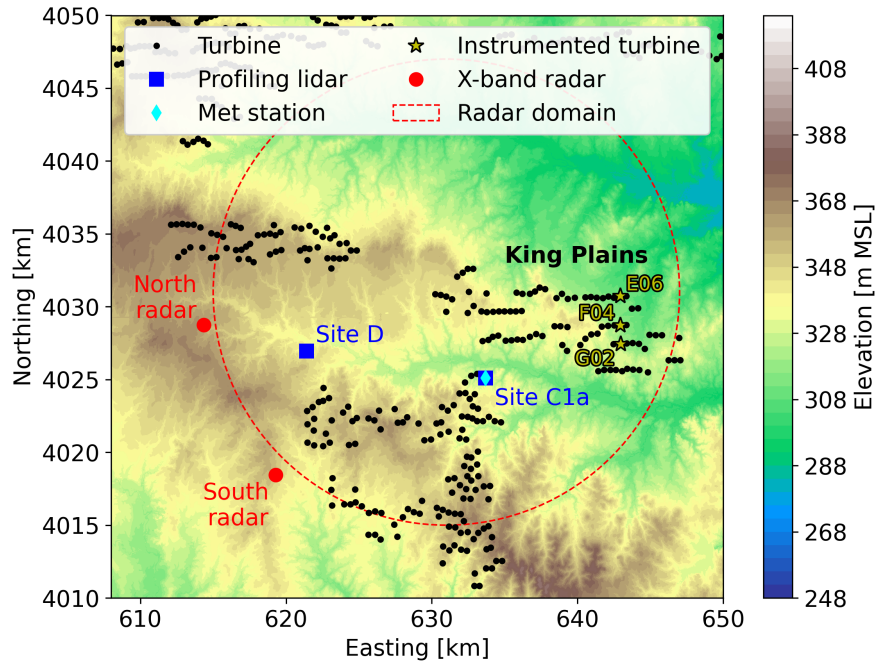 Turbine
Instrumented turbine
Profiling lidar
X-band radar
Met station
Radar domain
4050
4045
4040
4035
4030
4025
4020
4015
4010
Northing [km]
King Plains
E06
F04
G02
North
radar
Site D
Site C1a
South
radar
610
620
630
640
650
Easting [km]
408
388
368
348
328
308
288
268
248
Elevation [m MSL]